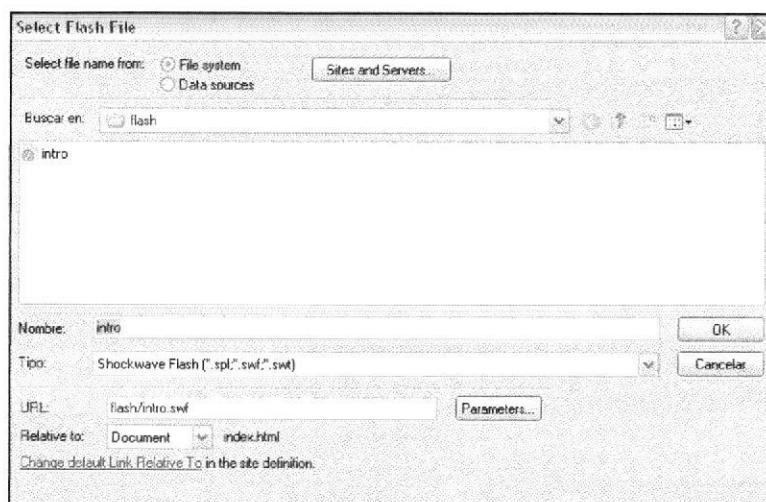 Select Flash File
Select file name from: File system Sites and Servers...
Data sources
Buscar en: flash
intro
Nombre: intro OK
Tipo: Shockwave Flash (*.spl;*.swf;*.swt) Cancelar
URL: flash/intro.swf Parameters...
Relative to: Document index.html
Change default Link Relative To in the site definition.